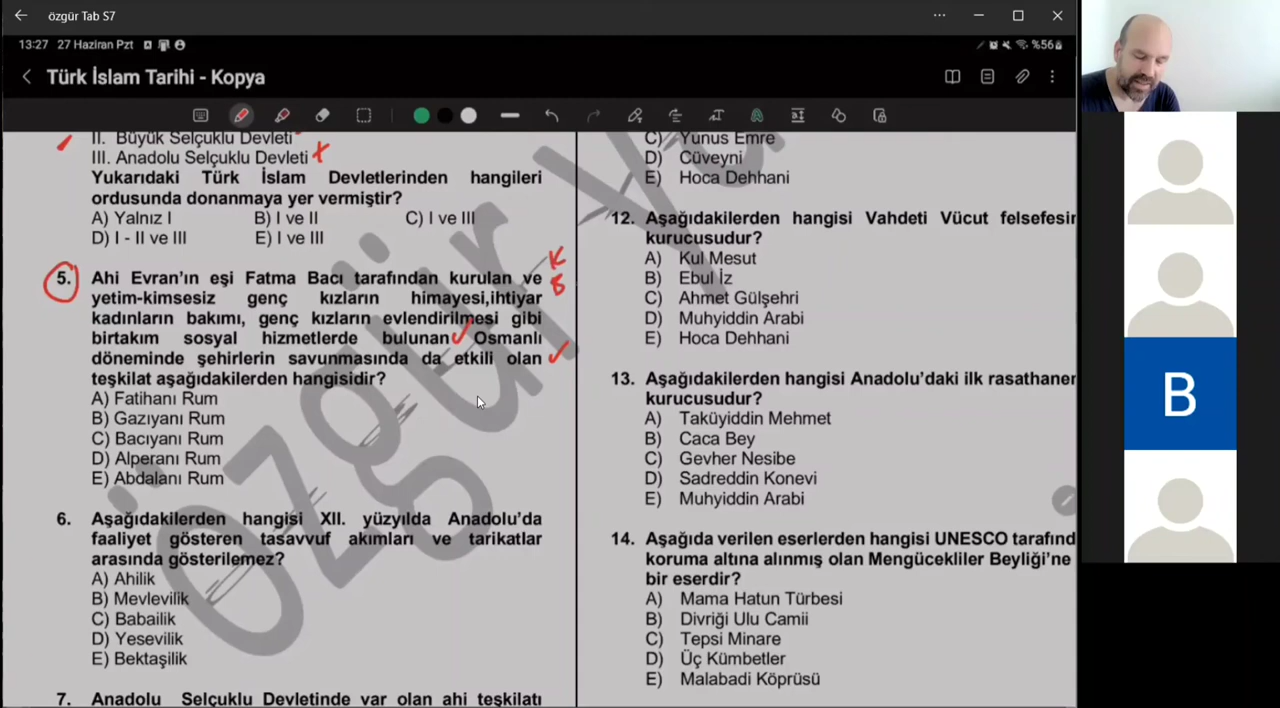 özgür Tab S7
13:27 27 Haziran Pzt
%56
Türk İslam Tarihi - Kopya
II. Büyük Selçuklu Devleti
III. Anadolu Selçuklu Devleti
Yukarıdaki Türk İslam Devletlerinden hangileri
ordusunda donanmaya yer vermiştir?
A) Yalnız I B) I ve II C) I ve III
D) I - II ve III E) I ve III
5. Ahi Evran'ın eşi Fatma Bacı tarafından kurulan ve
yetim-kimsesiz genç kızların himayesi,ihtiyar
kadınların bakımı, genç kızların evlendirilmesi gibi
birtakım sosyal hizmetlerde bulunan Osmanlı
döneminde şehirlerin savunmasında da etkili olan
teşkilat aşağıdakilerden hangisidir?
A) Fatihanı Rum
B) Gazıyanı Rum
C) Bacıyanı Rum
D) Alperanı Rum
E) Abdalanı Rum
K
B
6. Aşağıdakilerden hangisi XII. yüzyılda Anadolu'da
faaliyet gösteren tasavvuf akımları ve tarikatlar
arasında gösterilemez?
A) Ahilik
B) Mevlevilik
C) Babailik
D) Yesevilik
E) Bektaşilik
7. Anadolu Selçuklu Devletinde var olan ahi teşkilatı
C) Yunus Emre
D) Cüveyni
E) Hoca Dehhani
12. Aşağıdakilerden hangisi Vahdeti Vücut felsefesin
kurucusudur?
A) Kul Mesut
B) Ebul İz
C) Ahmet Gülşehri
D) Muhyiddin Arabi
E) Hoca Dehhani
13. Aşağıdakilerden hangisi Anadolu'daki ilk rasathanen
kurucusudur?
A) Taküyiddin Mehmet
B) Caca Bey
C) Gevher Nesibe
D) Sadreddin Konevi
E) Muhyiddin Arabi
14. Aşağıda verilen eserlerden hangisi UNESCO tarafınd
koruma altına alınmış olan Mengücekliler Beyliği'ne
bir eserdir?
A) Mama Hatun Türbesi
B) Divriği Ulu Camii
C) Tepsi Minare
D) Üç Kümbetler
E) Malabadi Köprüsü
özgür
B